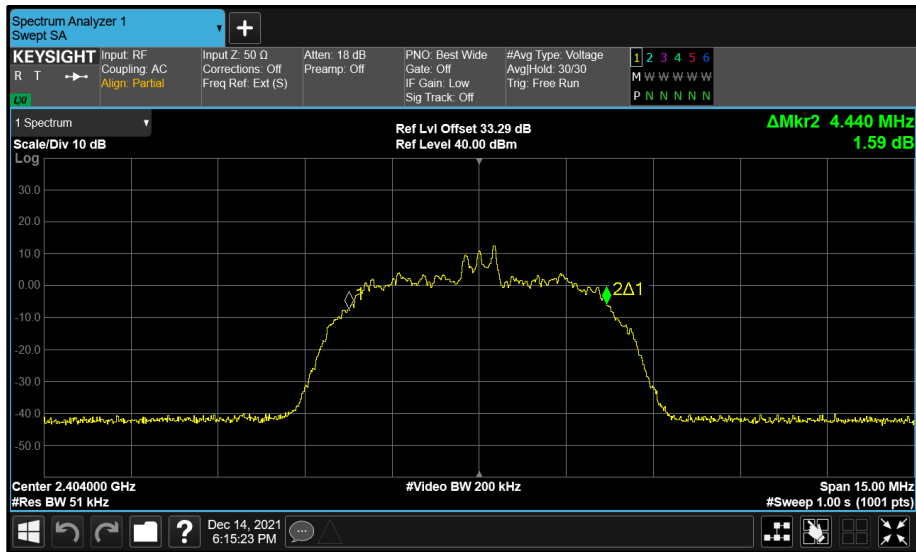 Spectrum Analyzer 1
Swept SA
+
KEYSIGHT
R T
LXI
Input: RF
Coupling: AC
Align: Partial
Input Z: 50 Ω
Corrections: Off
Freq Ref: Ext (S)
Atten: 18 dB
Preamp: Off
PNO: Best Wide
Gate: Off
IF Gain: Low
Sig Track: Off
#Avg Type: Voltage
Avg|Hold: 30/30
Trig: Free Run
1 2 3 4 5 6
M W W W W W
P N N N N N
1 Spectrum
Scale/Div 10 dB
Ref Lvl Offset 33.29 dB
Ref Level 40.00 dBm
ΔMkr2 4.440 MHz
1.59 dB
Log
30.0
20.0
10.0
0.00
-10.0
-20.0
-30.0
-40.0
-50.0
1
2Δ1
Center 2.404000 GHz
#Res BW 51 kHz
#Video BW 200 kHz
Span 15.00 MHz
#Sweep 1.00 s (1001 pts)
?
Dec 14, 2021
6:15:23 PM